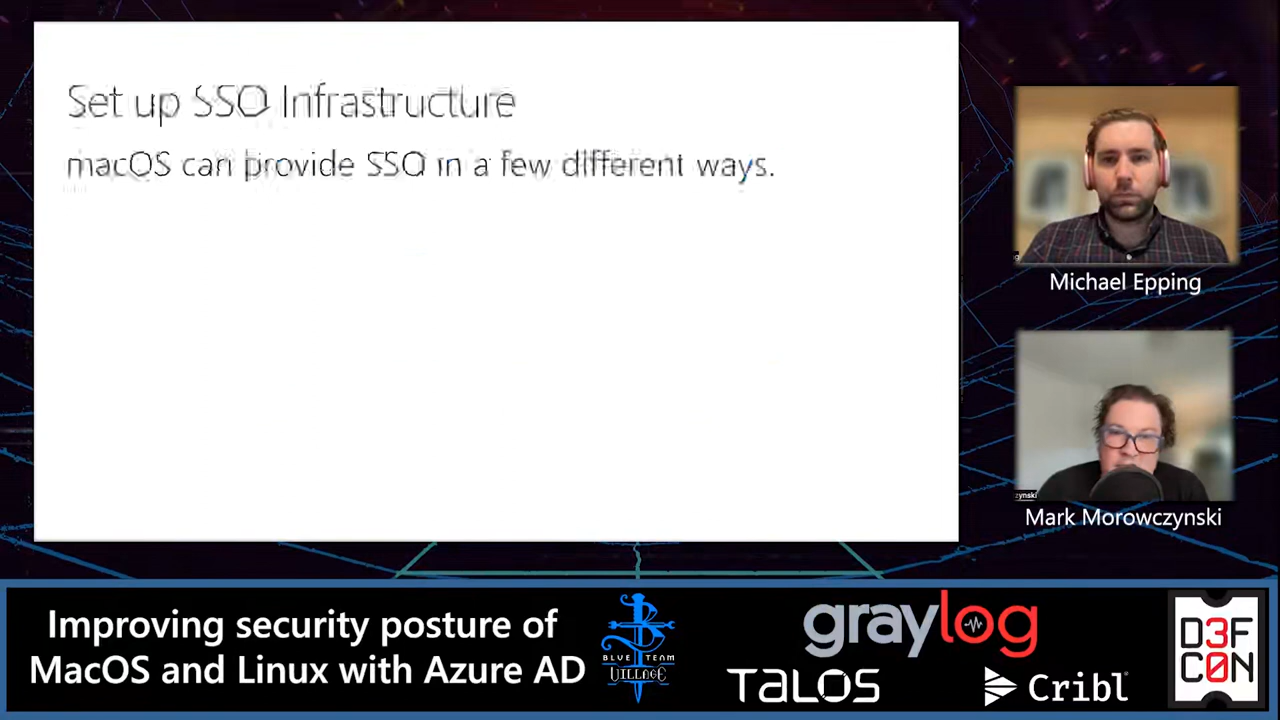 Set up SSO Infrastructure
macOS can provide SSO in a few different ways.
Michael Epping
zynski
Mark Morowczynski
Improving security posture of
MacOS and Linux with Azure AD
BLUE TEAM
VILLAGE
graylog
TALOS
Cribl
D3F
C0N